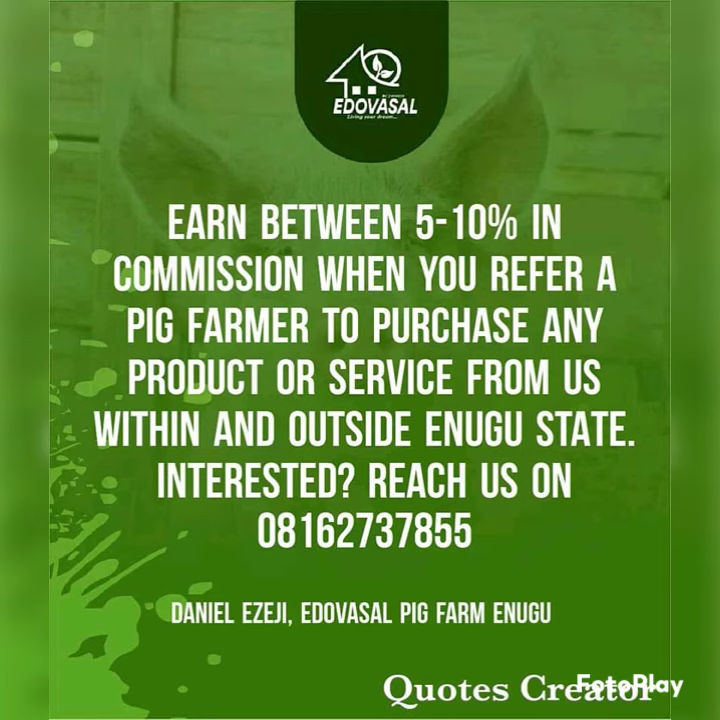 EDOVASAL
Living your dream...
EARN BETWEEN 5-10% IN
COMMISSION WHEN YOU REFER A
PIG FARMER TO PURCHASE ANY
PRODUCT OR SERVICE FROM US
WITHIN AND OUTSIDE ENUGU STATE.
INTERESTED? REACH US ON
08162737855
DANIEL EZEJI, EDOVASAL PIG FARM ENUGU
Quotes Creator
FotoPlay